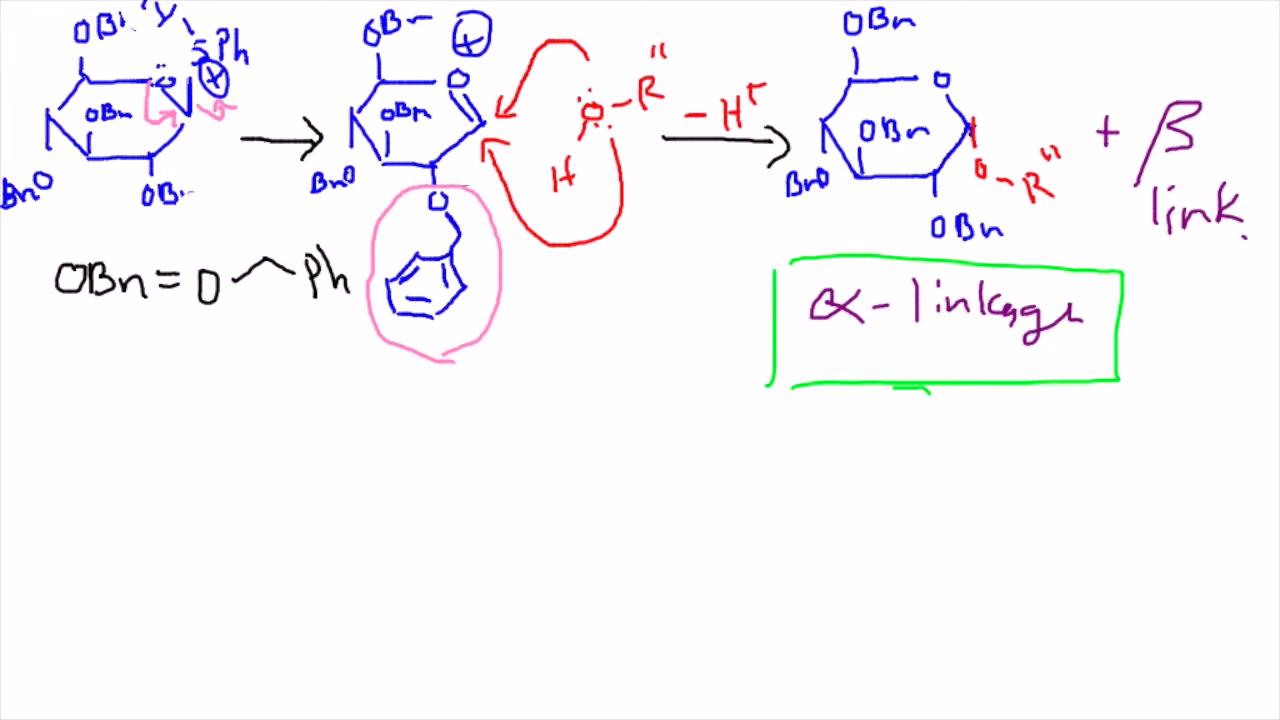 OBn
OBn
⊕
OBn
SPh
Ö
⊕
O
Ö-R"
-H⁺
O
OBn
OBn
OBn
+ β
link.
H
BnO
OBn
BnO
O
BnO
O-R"
OBn
OBn = O Ph
α-linkage